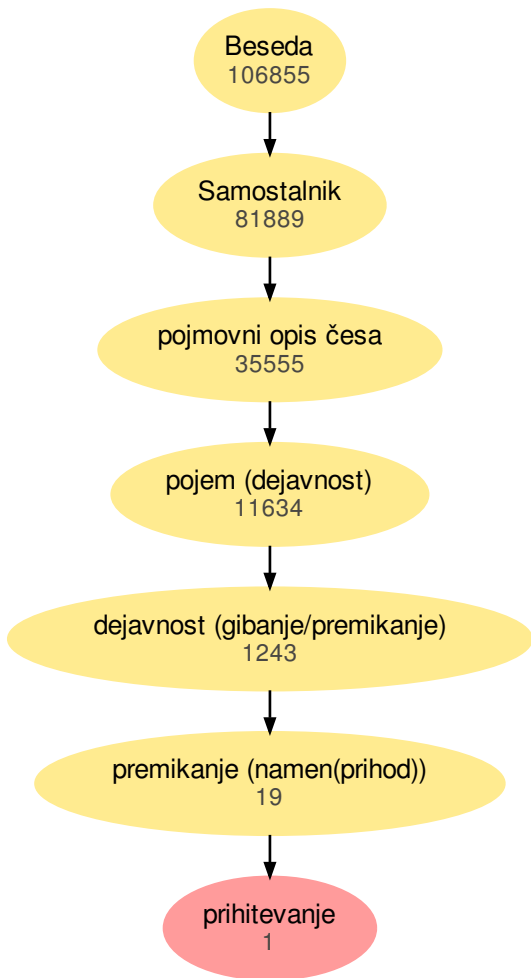 Beseda
106855
Samostalnik
81889
pojmovni opis česa
35555
pojem (dejavnost)
11634
dejavnost (gibanje/premikanje)
1243
premikanje (namen(prihod))
19
prihitevanje
1